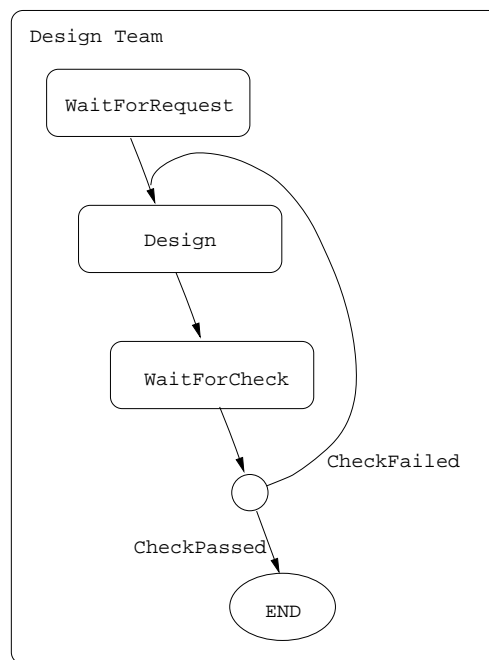 Design Team
WaitForRequest
Design
WaitForCheck
CheckFailed
CheckPassed
END